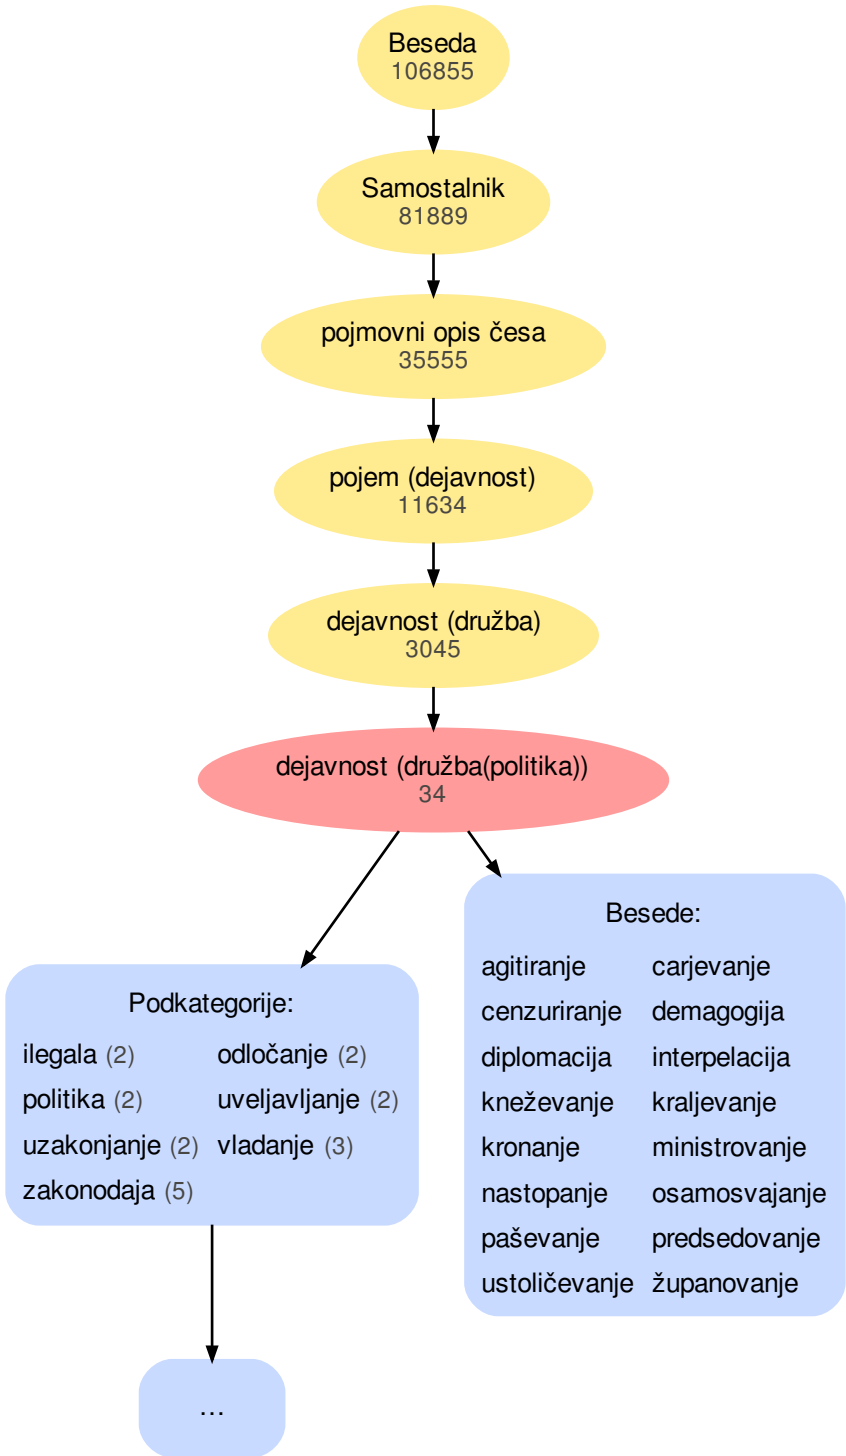 Beseda
106855
Samostalnik
81889
pojmovni opis česa
35555
pojem (dejavnost)
11634
dejavnost (družba)
3045
dejavnost (družba(politika))
34
Podkategorije:
ilegala (2) odločanje (2)
politika (2) uveljavljanje (2)
uzakonjanje (2) vladanje (3)
zakonodaja (5)
...
Besede:
agitiranje carjevanje
cenzuriranje demagogija
diplomacija interpelacija
kneževanje kraljevanje
kronanje ministrovanje
nastopanje osamosvajanje
paševanje predsedovanje
ustoličevanje županovanje